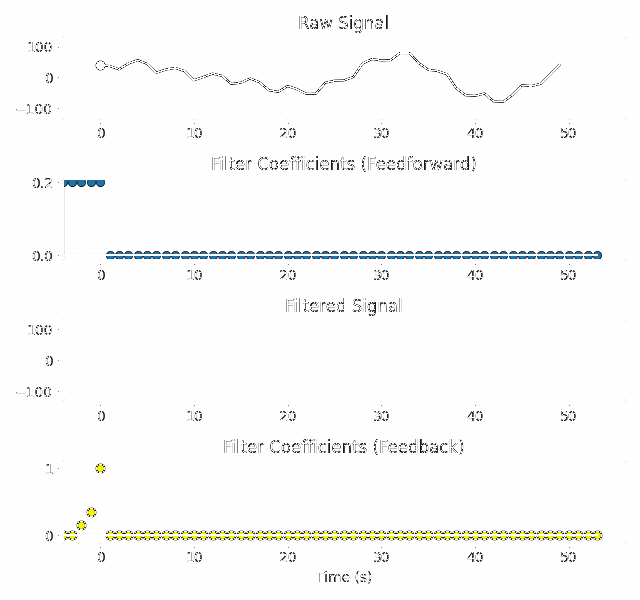 Raw Signal
100
0
−100
0 10 20 30 40 50
Filter Coefficients (Feedforward)
0.2
0.0
0 10 20 30 40 50
Filtered Signal
100
0
−100
0 10 20 30 40 50
Filter Coefficients (Feedback)
1
0
0 10 20 30 40 50
Time (s)